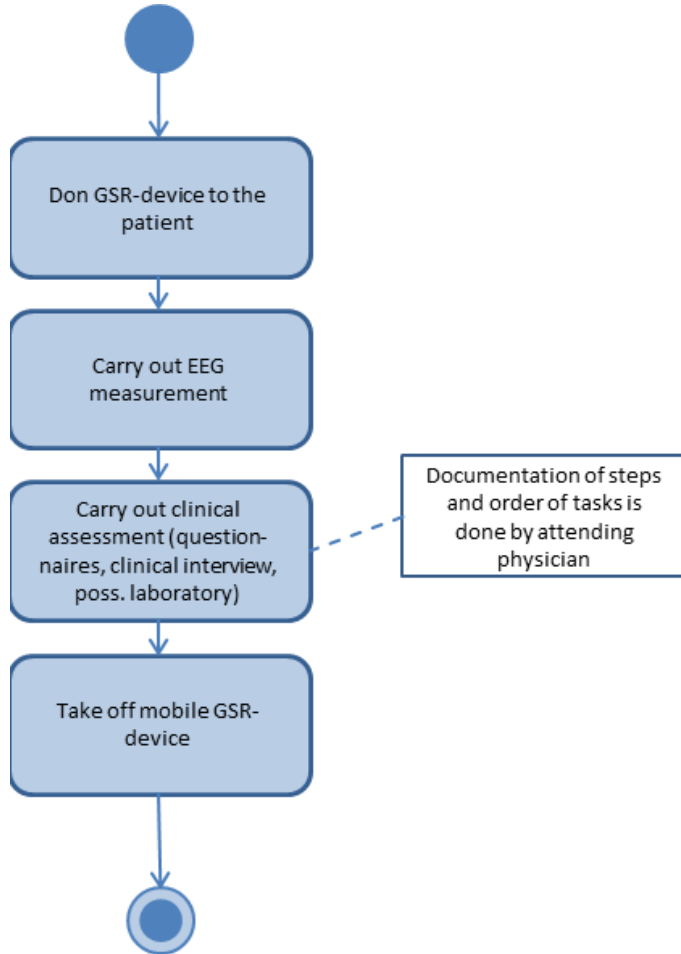 Don GSR-device to the
patient
Carry out EEG
measurement
Carry out clinical
assessment (question-
naires, clinical interview,
poss. laboratory)
Documentation of steps
and order of tasks is
done by attending
physician
Take off mobile GSR-
device